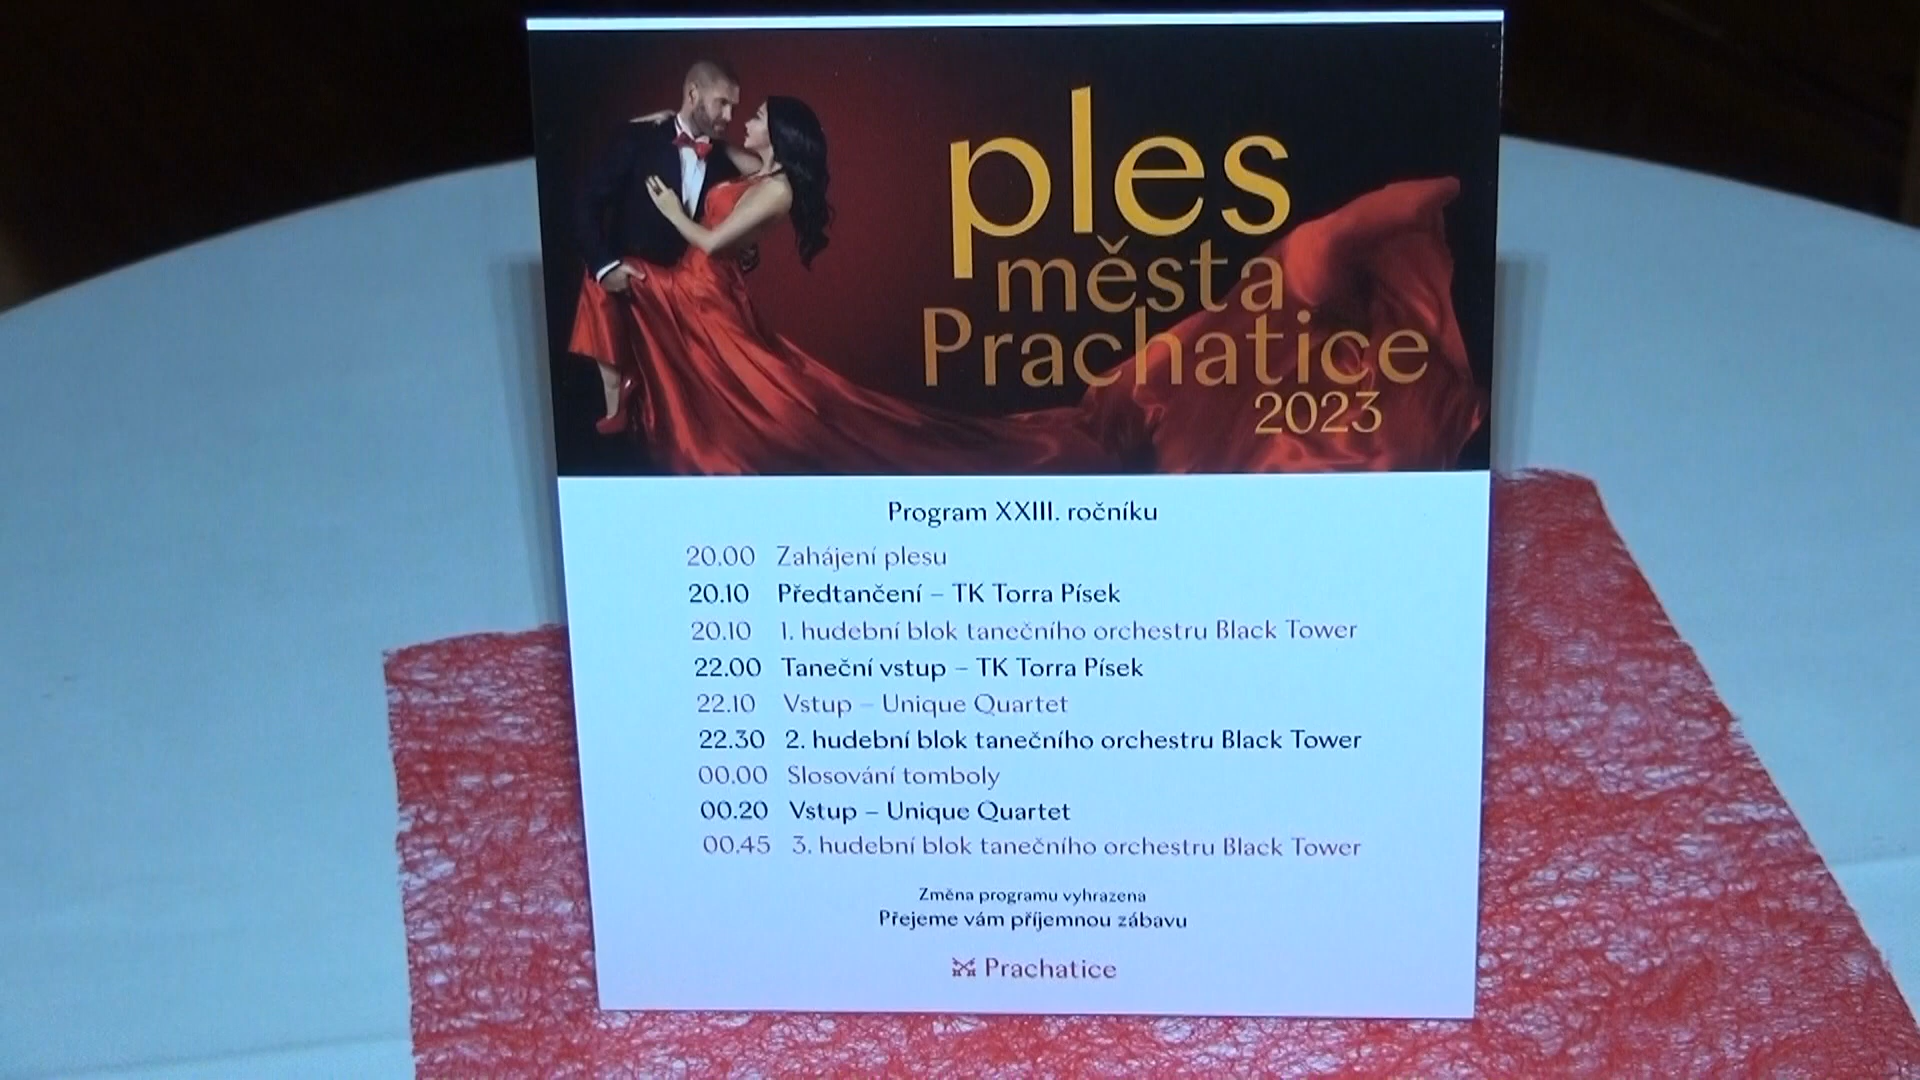 ples
města
Prachatice
2023
Program XXIII. ročníku
20.00 Zahájení plesu
20.10 Předtančení – TK Torra Písek
20.10 1. hudební blok tanečního orchestru Black Tower
22.00 Taneční vstup – TK Torra Písek
22.10 Vstup – Unique Quartet
22.30 2. hudební blok tanečního orchestru Black Tower
00.00 Slosování tomboly
00.20 Vstup – Unique Quartet
00.45 3. hudební blok tanečního orchestru Black Tower
Změna programu vyhrazena
Přejeme vám příjemnou zábavu
Prachatice